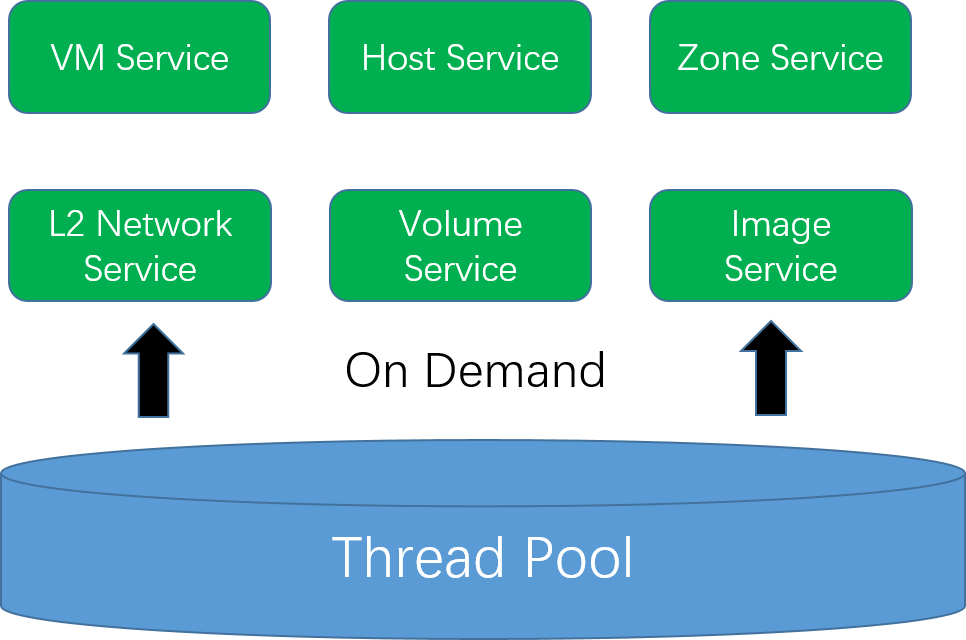 VM Service
Host Service
Zone Service
L2 Network
Service
Volume
Service
Image
Service
On Demand
Thread Pool